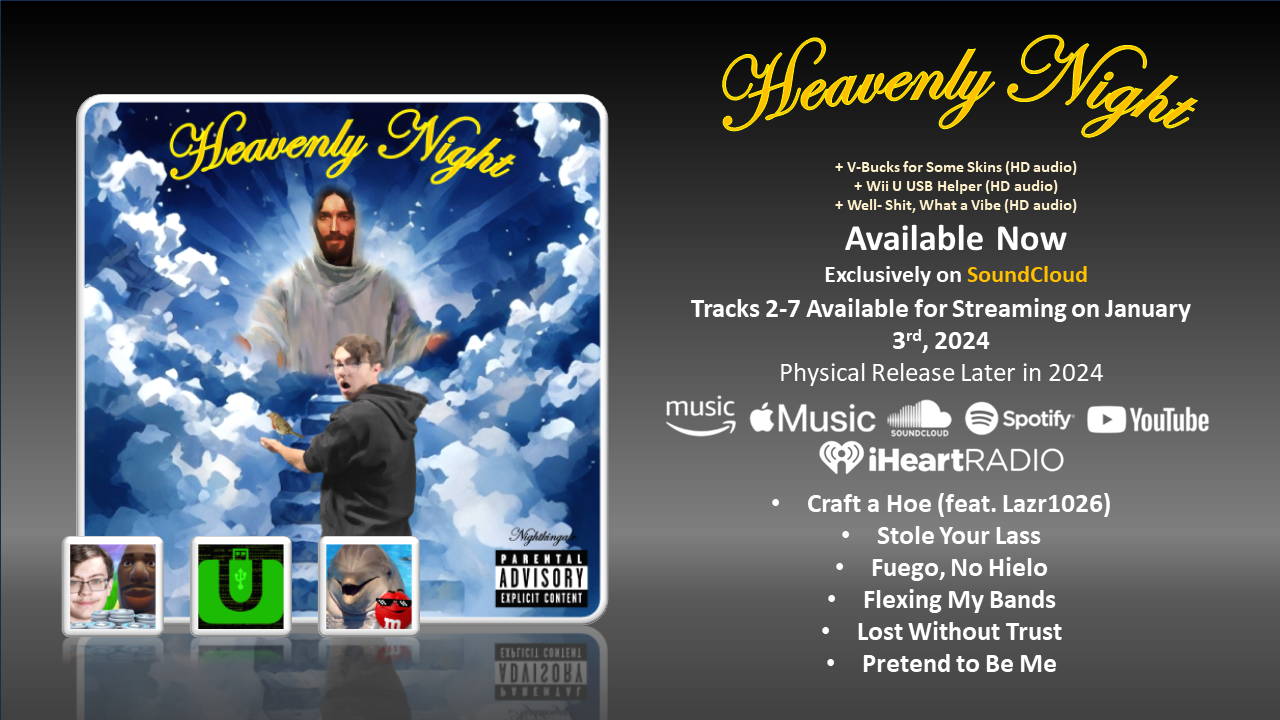 Heavenly Night
Heavenly Night
+ V-Bucks for Some Skins (HD audio)
+ Wii U USB Helper (HD audio)
+ Well- Shit, What a Vibe (HD audio)
Available Now
Exclusively on SoundCloud
Tracks 2-7 Available for Streaming on January
3rd, 2024
Physical Release Later in 2024
music Music SOUNDCLOUD Spotify YouTube
iHeartRADIO
• Craft a Hoe (feat. Lazr1026)
• Stole Your Lass
• Fuego, No Hielo
• Flexing My Bands
• Lost Without Trust
• Pretend to Be Me
PARENTAL
ADVISORY
EXPLICIT CONTENT
U
m